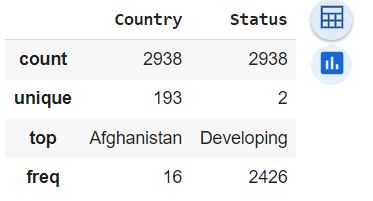 Country Status
count 2938 2938
unique 193 2
top Afghanistan Developing
freq 16 2426